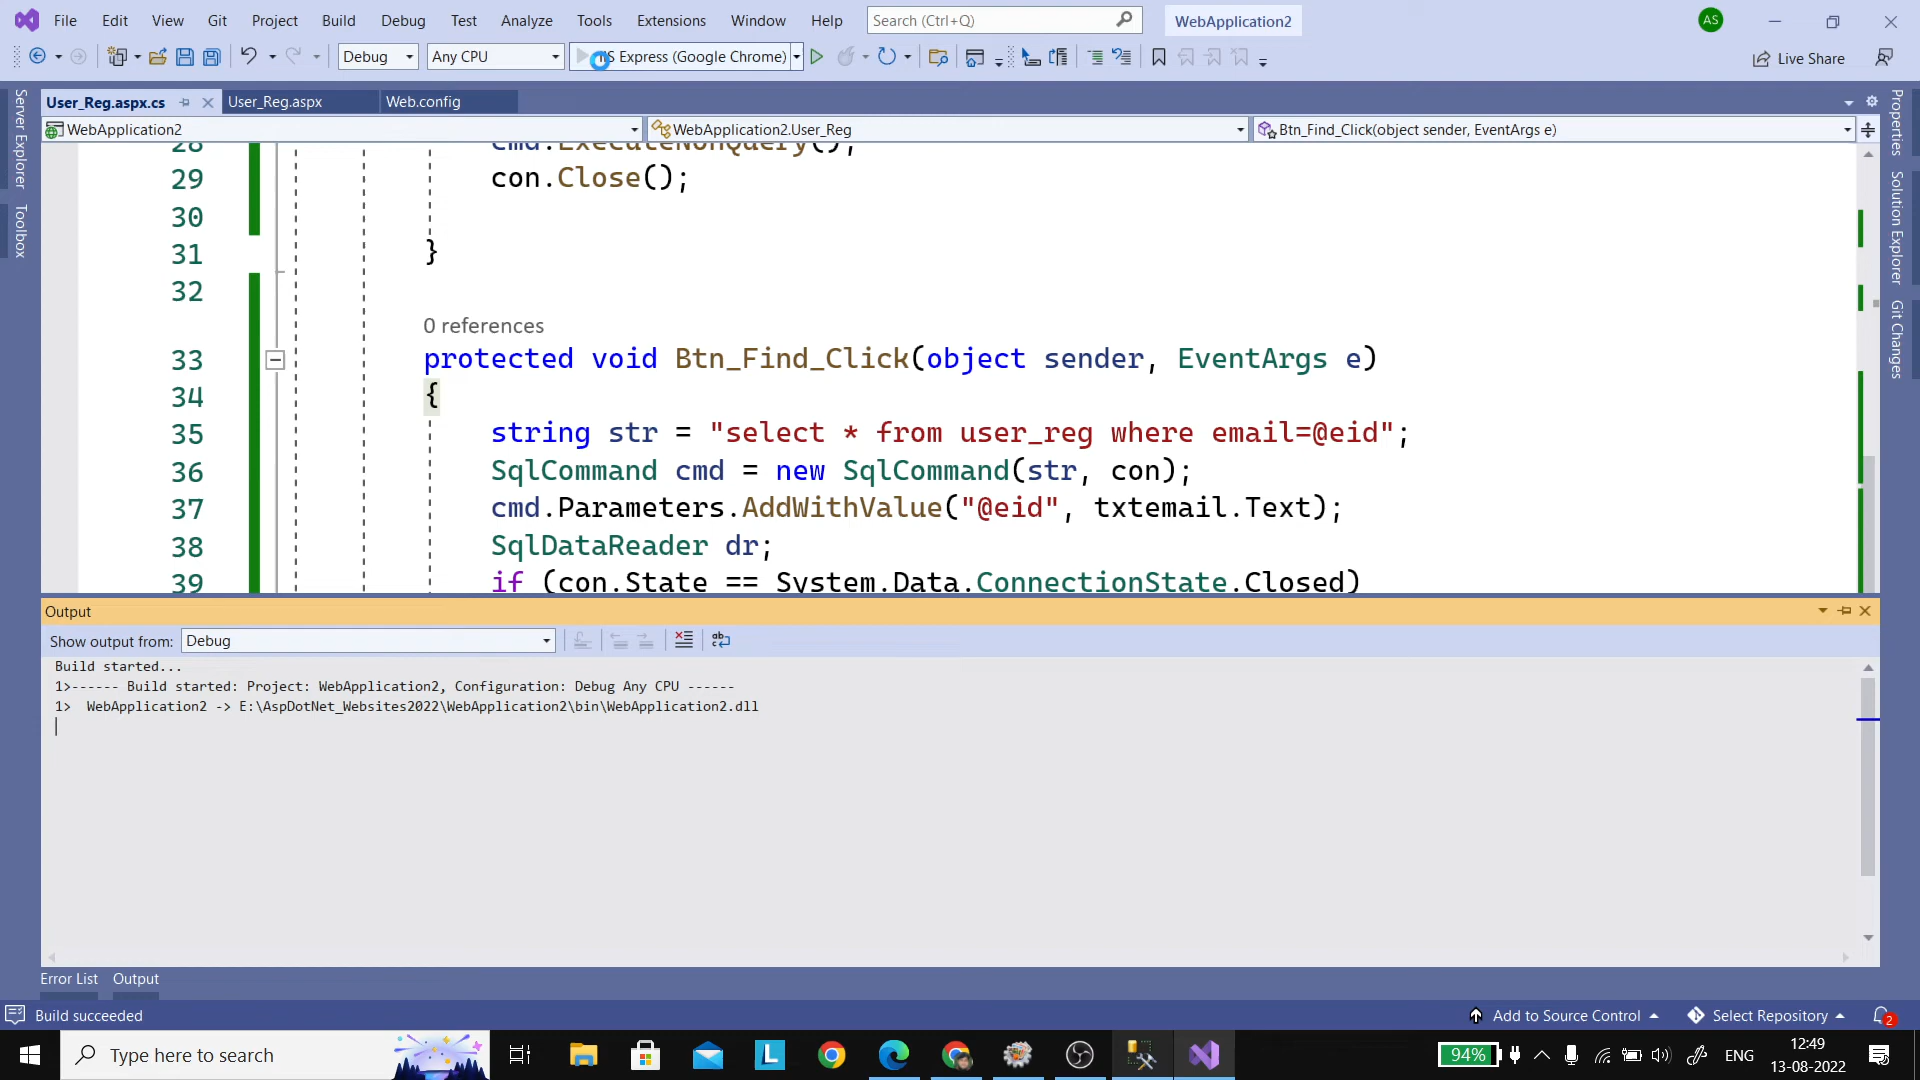 File Edit View Git Project Build Debug Test Analyze Tools Extensions Window Help Search (Ctrl+Q) WebApplication2 AS
Debug Any CPU IIS Express (Google Chrome) Live Share
User_Reg.aspx.cs User_Reg.aspx Web.config
WebApplication2 WebApplication2.User_Reg Btn_Find_Click(object sender, EventArgs e)
Server Explorer
Toolbox
Properties
Solution Explorer
Git Changes
28 cmd.ExecuteNonQuery();
29 con.Close();
30
31 }
32
0 references
33 protected void Btn_Find_Click(object sender, EventArgs e)
34 {
35 string str = "select * from user_reg where email=@eid";
36 SqlCommand cmd = new SqlCommand(str, con);
37 cmd.Parameters.AddWithValue("@eid", txtemail.Text);
38 SqlDataReader dr;
39 if (con.State == System.Data.ConnectionState.Closed)
Output
Show output from: Debug
Build started...
1>------ Build started: Project: WebApplication2, Configuration: Debug Any CPU ------
1> WebApplication2 -> E:\AspDotNet_Websites2022\WebApplication2\bin\WebApplication2.dll
Error List Output
Build succeeded Add to Source Control Select Repository 2
Type here to search 94% ENG 12:49
13-08-2022